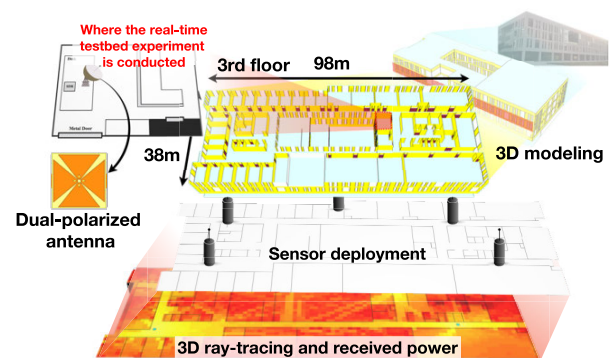 Where the real-time
testbed experiment
is conducted
3rd floor
98m
Metal Door
38m
3D modeling
Dual-polarized
antenna
Sensor deployment
3D ray-tracing and received power